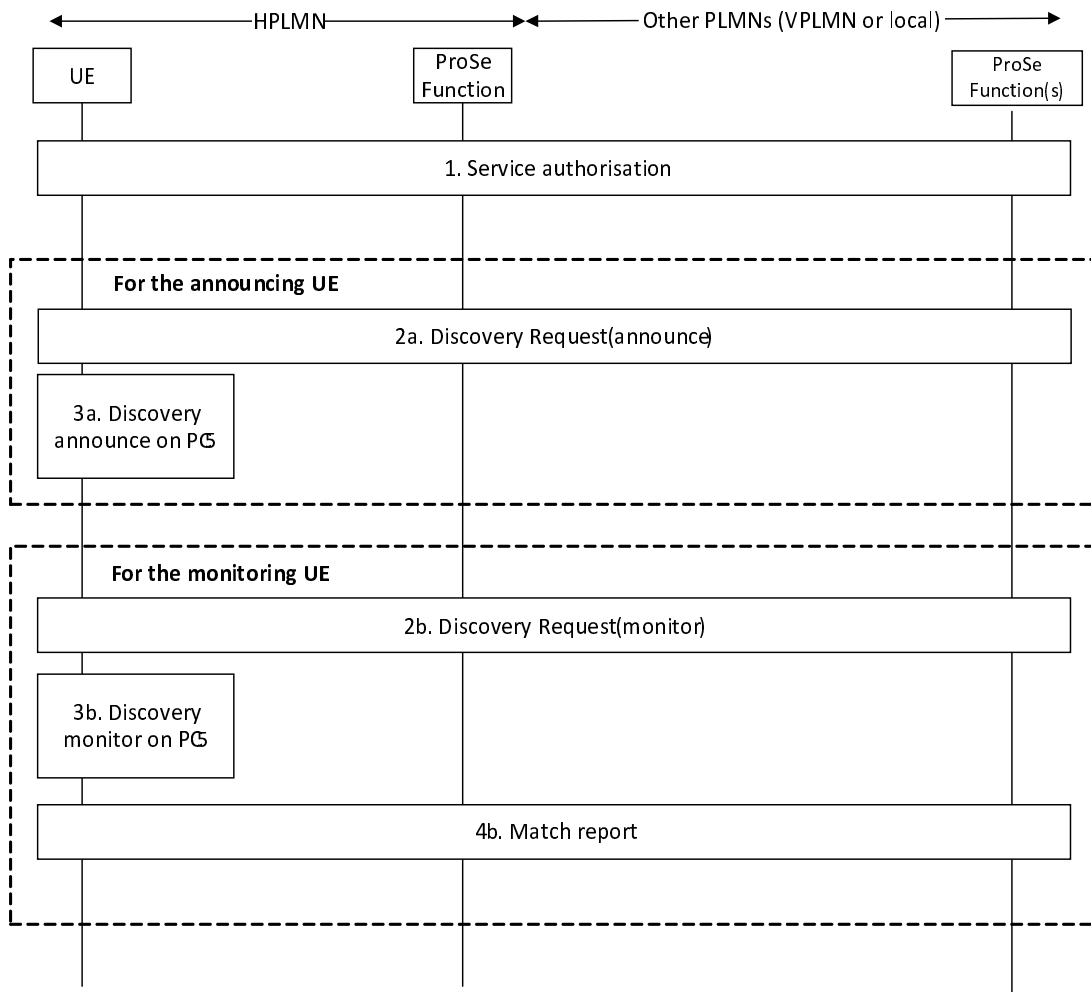 HPLMN
Other PLMNs (VPLMN or local)
UE
ProSe
Function
ProSe
Function(s)
1. Service authorisation
For the announcing UE
2a. Discovery Request(announce)
3a. Discovery
announce on PC5
For the monitoring UE
2b. Discovery Request(monitor)
3b. Discovery
monitor on PC5
4b. Match report